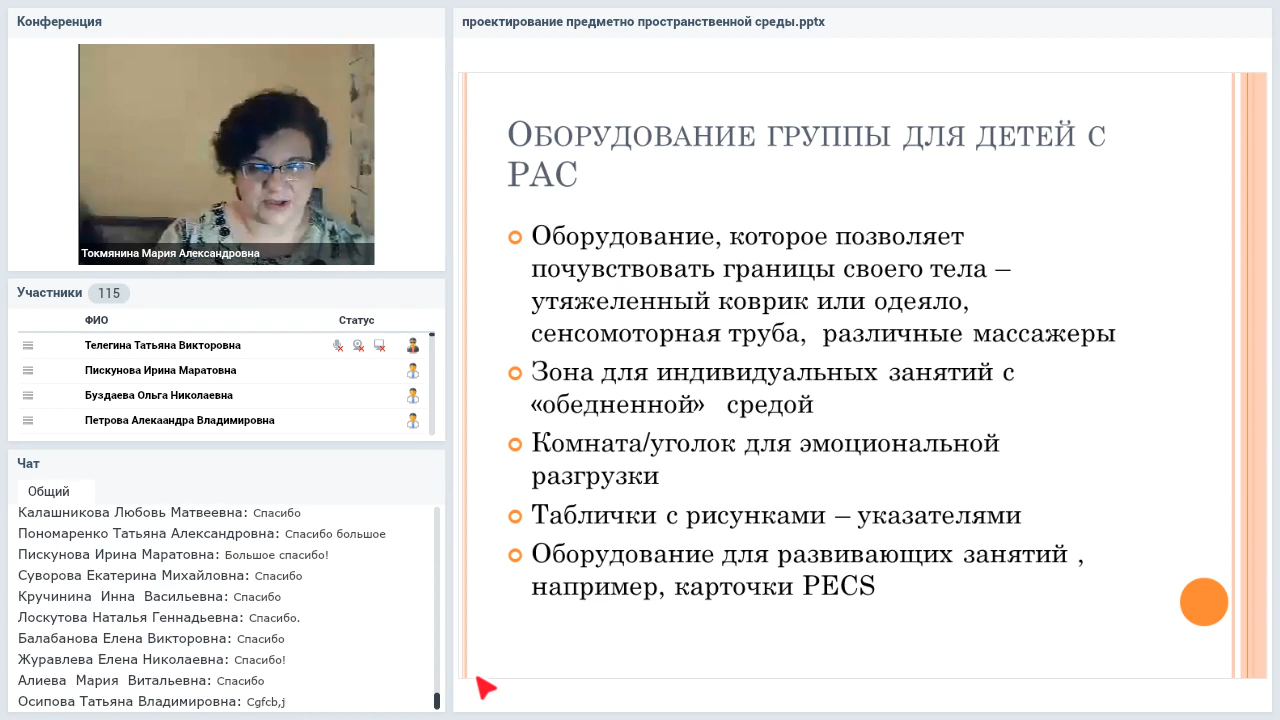 Конференция
Токмянина Мария Александровна
Участники 115
ФИО Статус
Телегина Татьяна Викторовна
Пискунова Ирина Маратовна
Буздаева Ольга Николаевна
Петрова Алекаандра Владимировна
Чат
Общий
Калашникова Любовь Матвеевна: Спасибо
Пономаренко Татьяна Александровна: Спасибо большое
Пискунова Ирина Маратовна: Большое спасибо!
Суворова Екатерина Михайловна: Спасибо
Кручинина Инна Васильевна: Спасибо
Лоскутова Наталья Геннадьевна: Спасибо.
Балабанова Елена Викторовна: Спасибо
Журавлева Елена Николаевна: Спасибо!
Алиева Мария Витальевна: Спасибо
Осипова Татьяна Владимировна: Cgfcb,j
проектирование предметно пространственной среды.pptx
Оборудование группы для детей с
РАС
Оборудование, которое позволяет
почувствовать границы своего тела –
утяжеленный коврик или одеяло,
сенсомоторная труба, различные массажеры
Зона для индивидуальных занятий с
«обедненной» средой
Комната/уголок для эмоциональной
разгрузки
Таблички с рисунками – указателями
Оборудование для развивающих занятий ,
например, карточки PECS